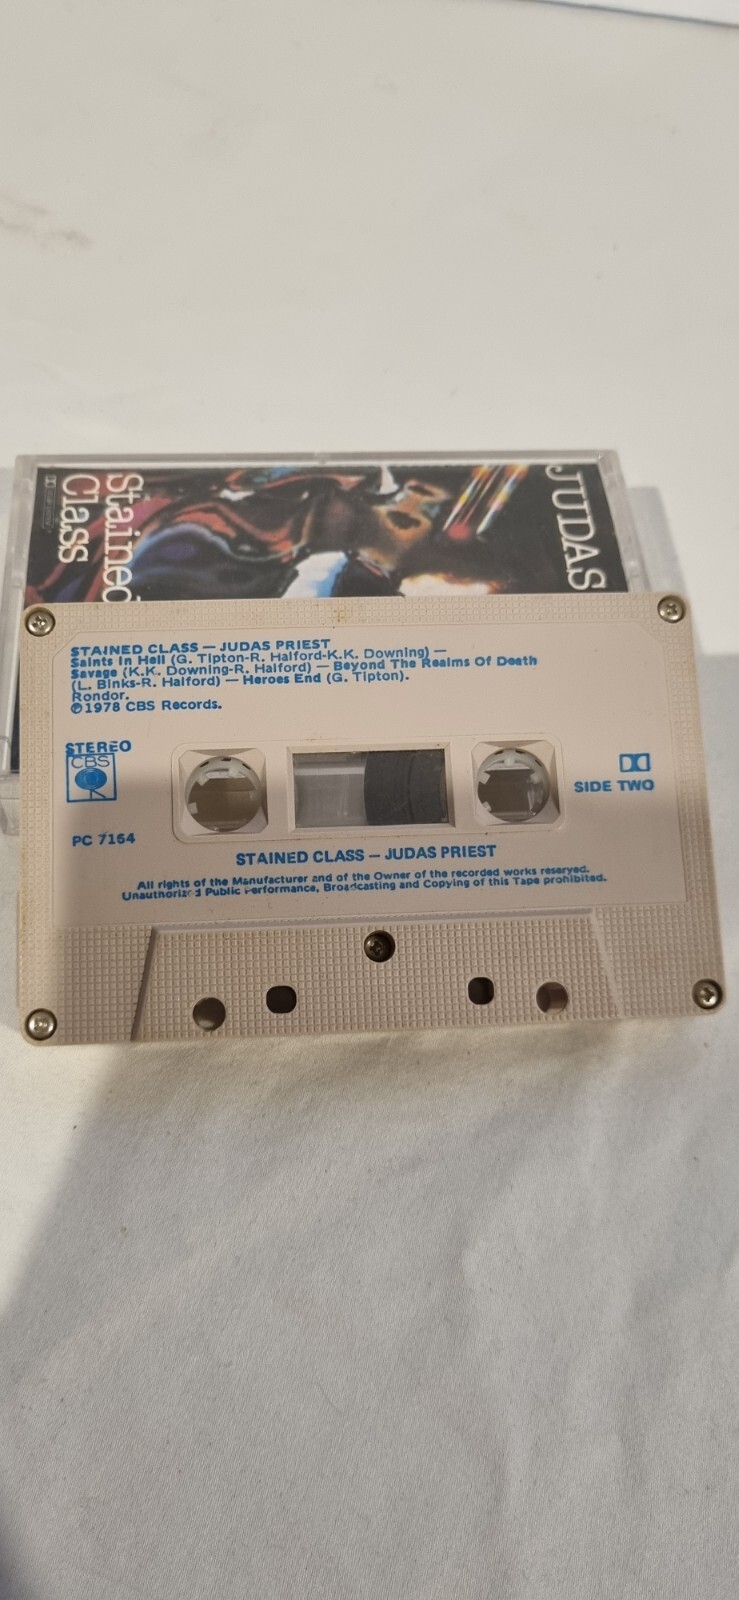 JUDAS
Stained
Class
STAINED CLASS — JUDAS PRIEST
Saints In Hell (G. Tipton-R. Halford-K.K. Downing) —
Savage (K.K. Downing-R. Halford) — Beyond The Realms Of Death
(L. Binks-R. Halford) — Heroes End (G. Tipton).
Rondor.
℗1978 CBS Records.
STEREO
CBS
SIDE TWO
PC 7164
STAINED CLASS — JUDAS PRIEST
All rights of the Manufacturer and of the Owner of the recorded works reserved.
Unauthorized Public Performance, Broadcasting and Copying of this Tape prohibited.